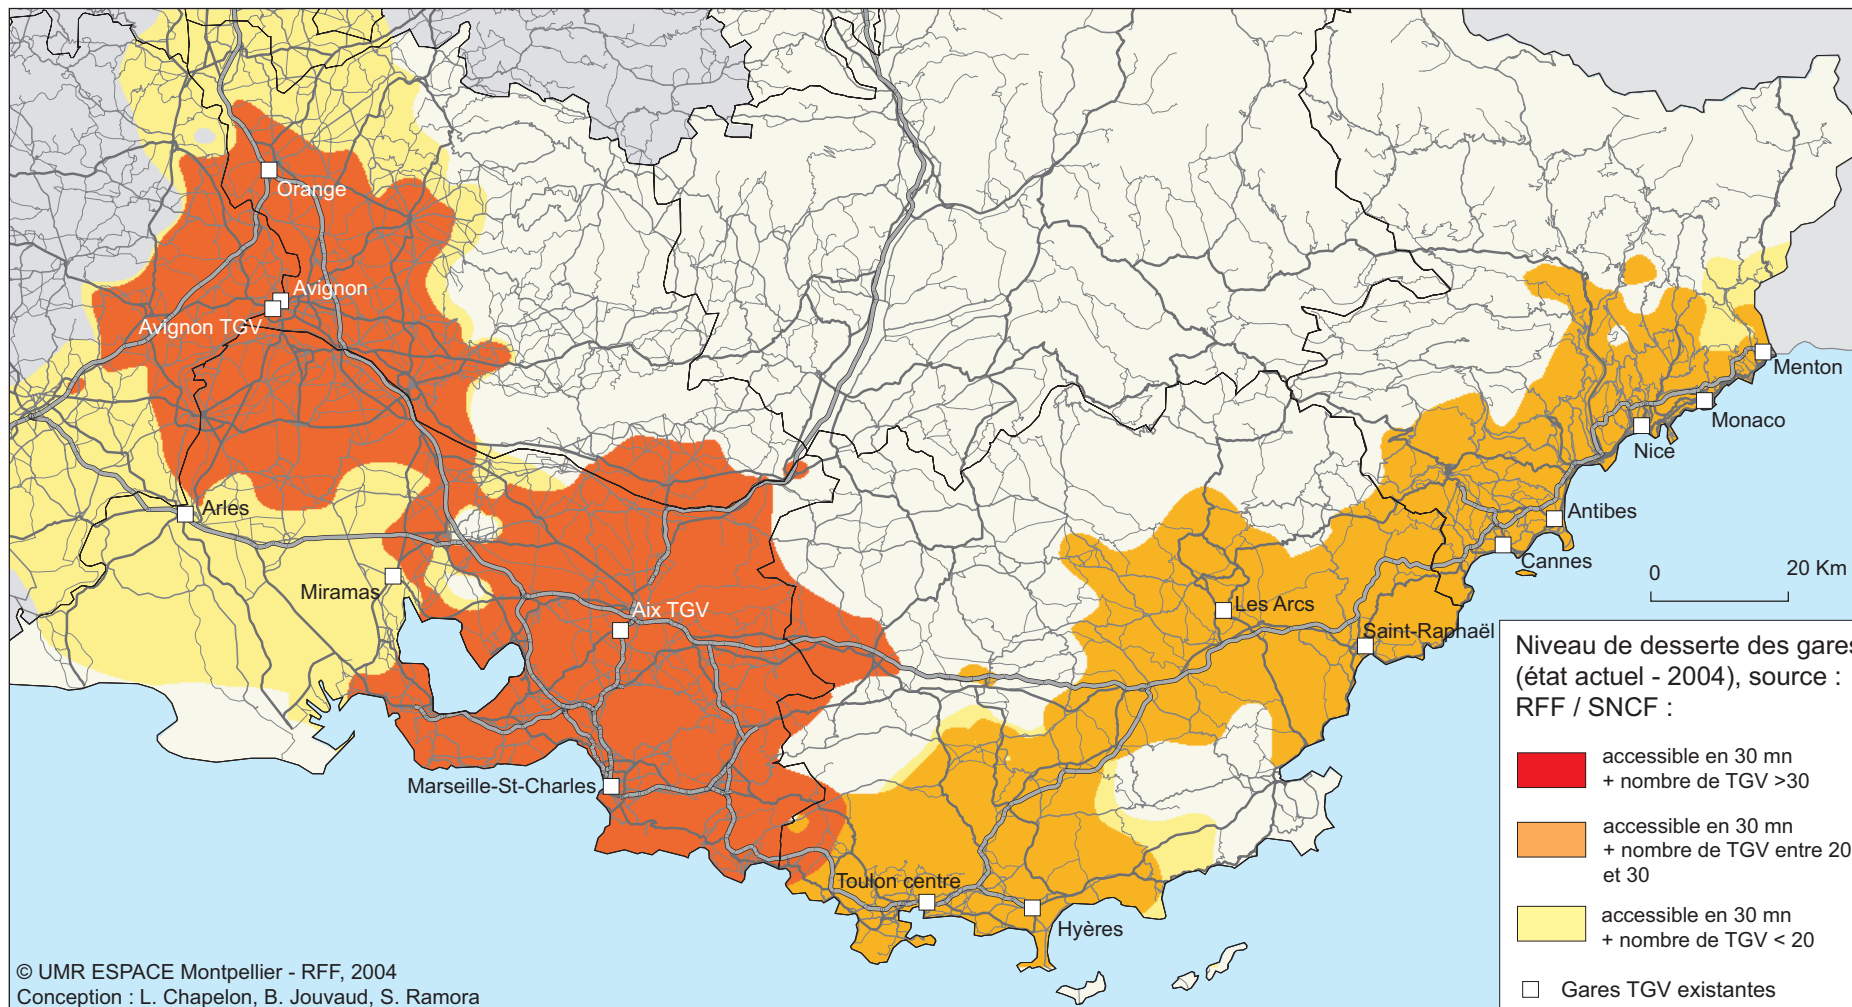 Orange
Avignon
Avignon TGV
Menton
Monaco
Nice
Arles
Antibes
Cannes
0 20 Km
Miramas
Aix TGV
Les Arcs
Saint-Raphaël
Marseille-St-Charles
Toulon centre
Hyères
Niveau de desserte des gares
(état actuel - 2004), source :
RFF / SNCF :
accessible en 30 mn
+ nombre de TGV >30
accessible en 30 mn
+ nombre de TGV entre 20
et 30
accessible en 30 mn
+ nombre de TGV < 20
Gares TGV existantes
© UMR ESPACE Montpellier - RFF, 2004
Conception : L. Chapelon, B. Jouvaud, S. Ramora